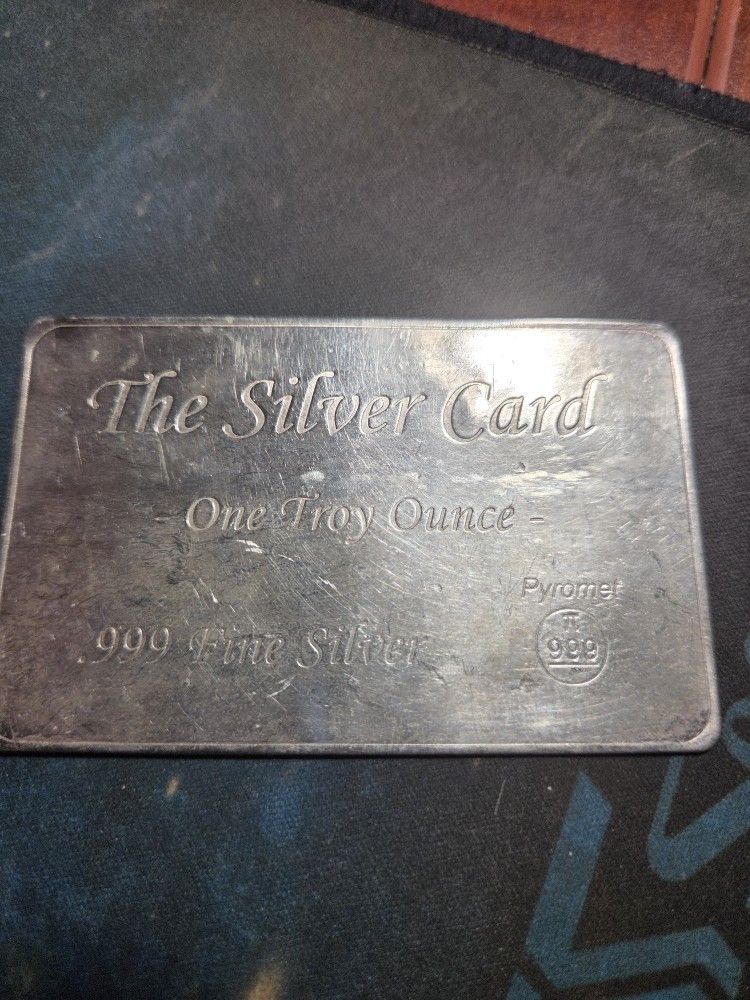 The Silver Card
- One Troy Ounce -
Pyromet
π
999
.999 Fine Silver